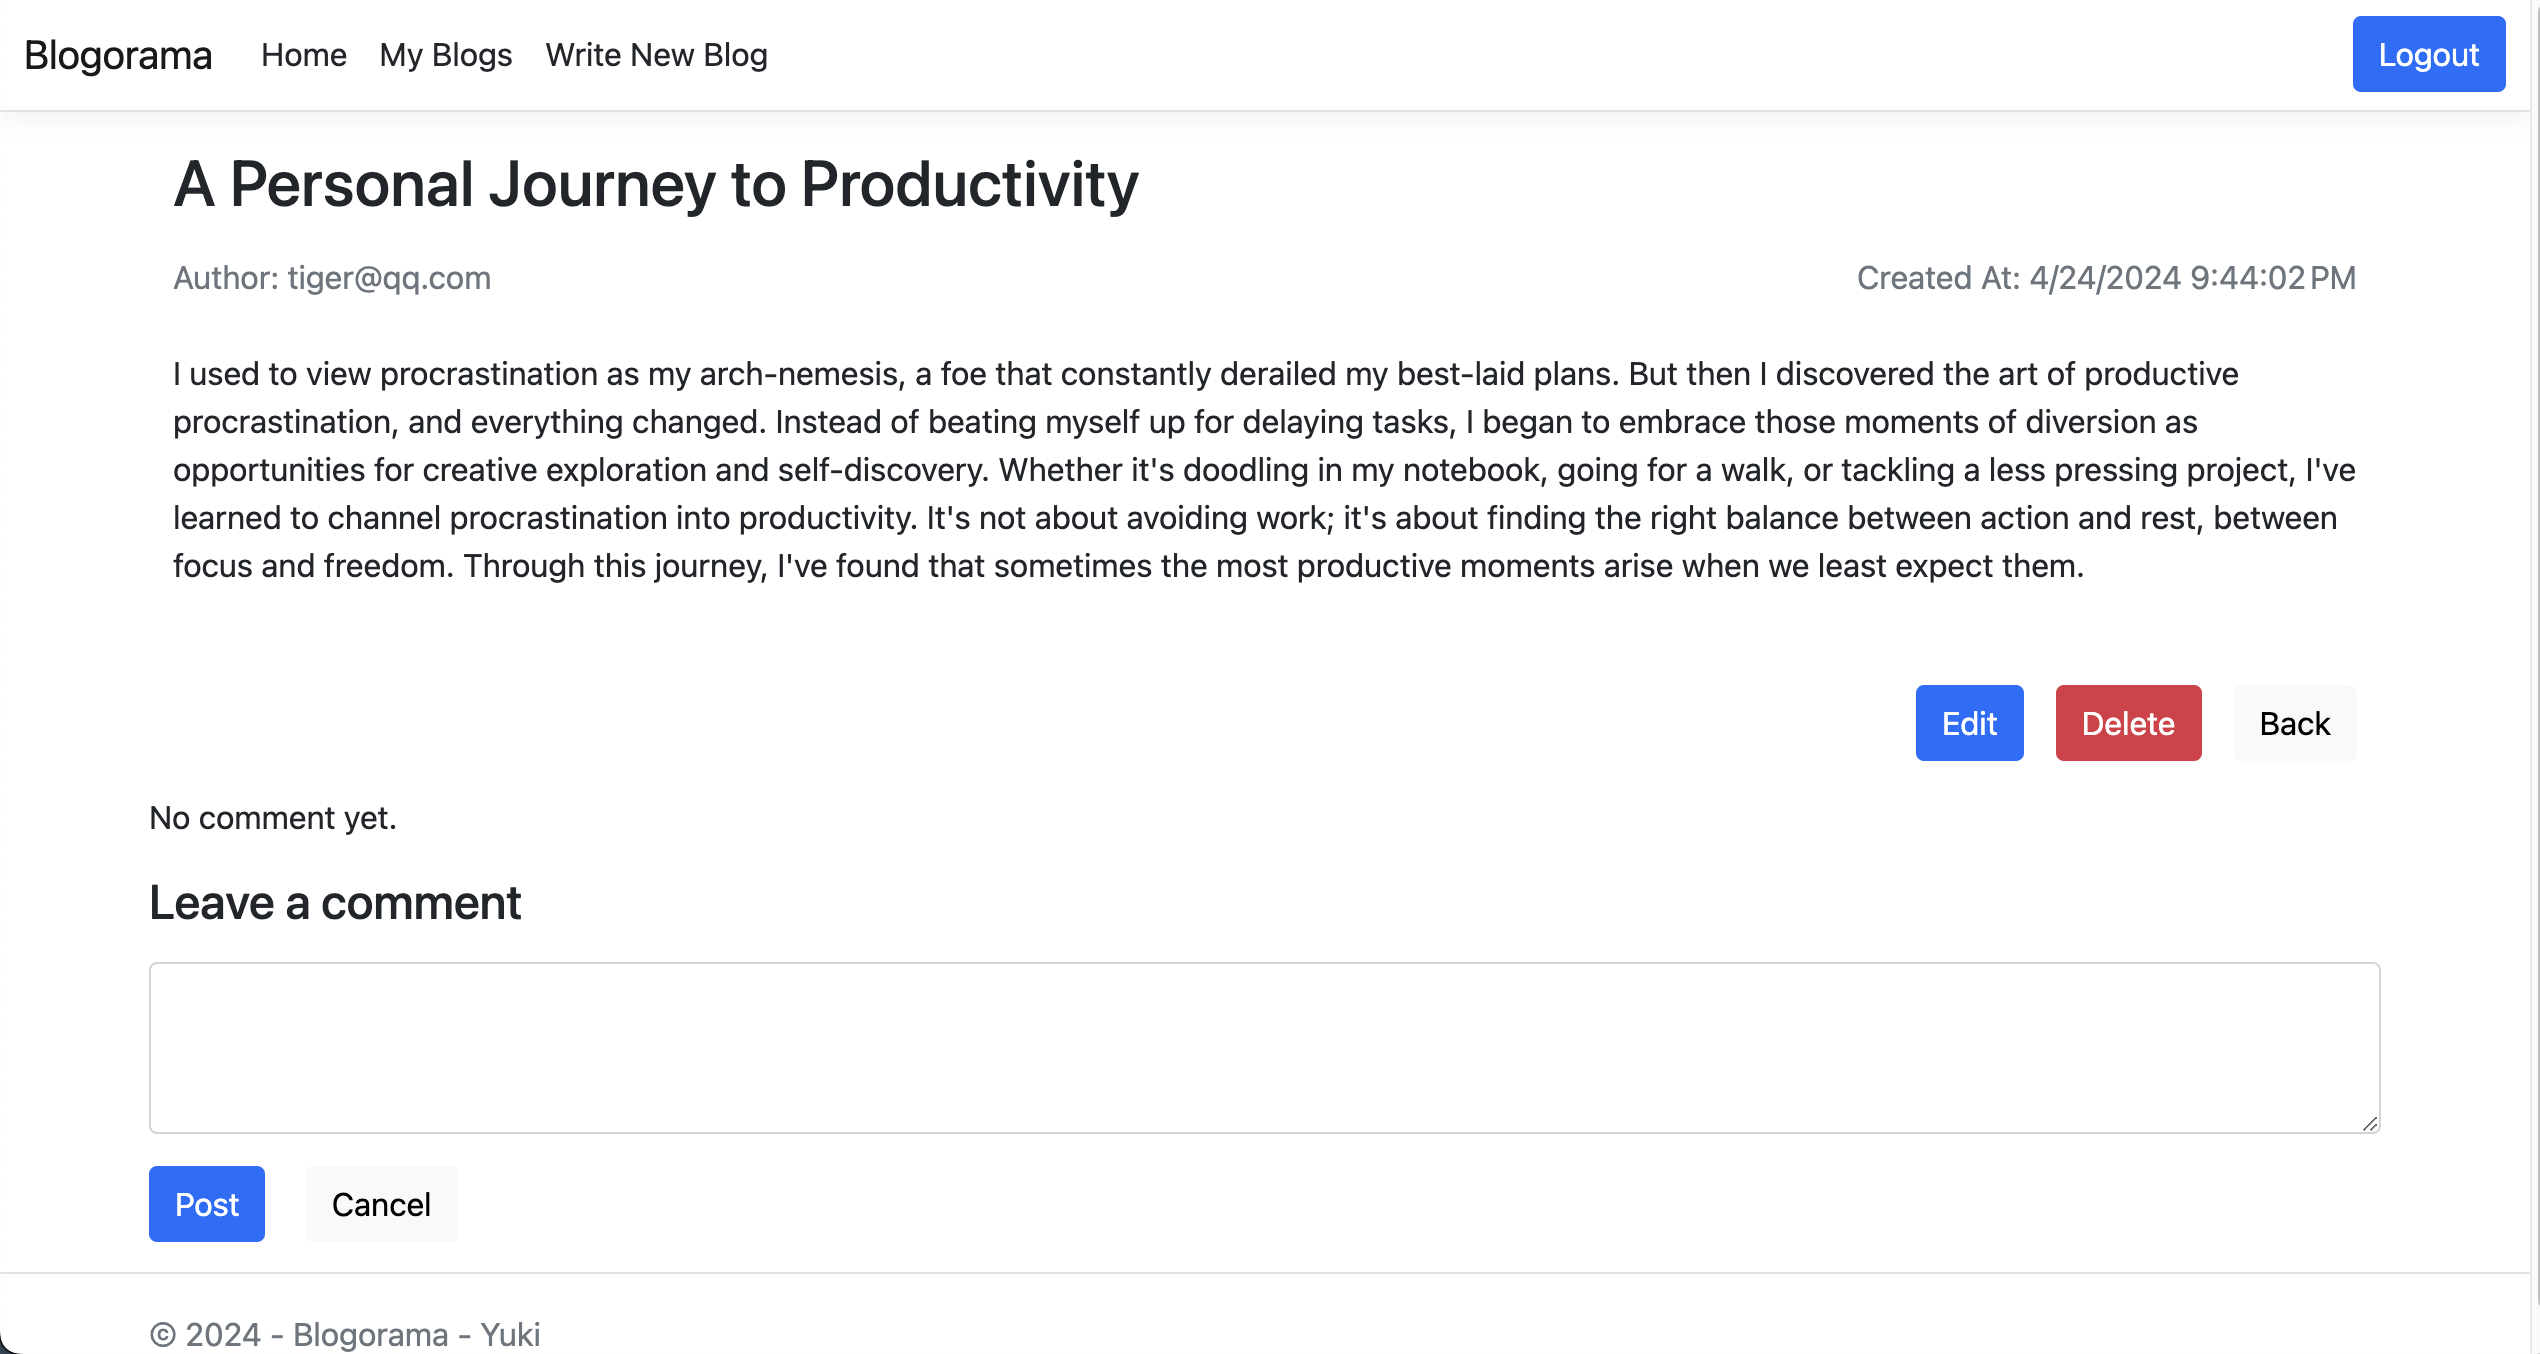 Blogorama Home My Blogs Write New Blog Logout
A Personal Journey to Productivity
Author: tiger@qq.com Created At: 4/24/2024 9:44:02 PM
I used to view procrastination as my arch-nemesis, a foe that constantly derailed my best-laid plans. But then I discovered the art of productive
procrastination, and everything changed. Instead of beating myself up for delaying tasks, I began to embrace those moments of diversion as
opportunities for creative exploration and self-discovery. Whether it's doodling in my notebook, going for a walk, or tackling a less pressing project, I've
learned to channel procrastination into productivity. It's not about avoiding work; it's about finding the right balance between action and rest, between
focus and freedom. Through this journey, I've found that sometimes the most productive moments arise when we least expect them.
Edit Delete Back
No comment yet.
Leave a comment
Post Cancel
© 2024 - Blogorama - Yuki